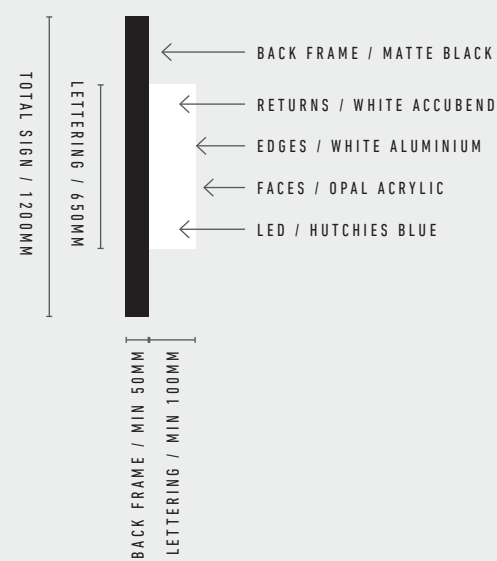 BACK FRAME / MATTE BLACK
RETURNS / WHITE ACCUBEND
EDGES / WHITE ALUMINIUM
FACES / OPAL ACRYLIC
LED / HUTCHIES BLUE
TOTAL SIGN / 1200MM
LETTERING / 650MM
BACK FRAME / MIN 50MM
LETTERING / MIN 100MM